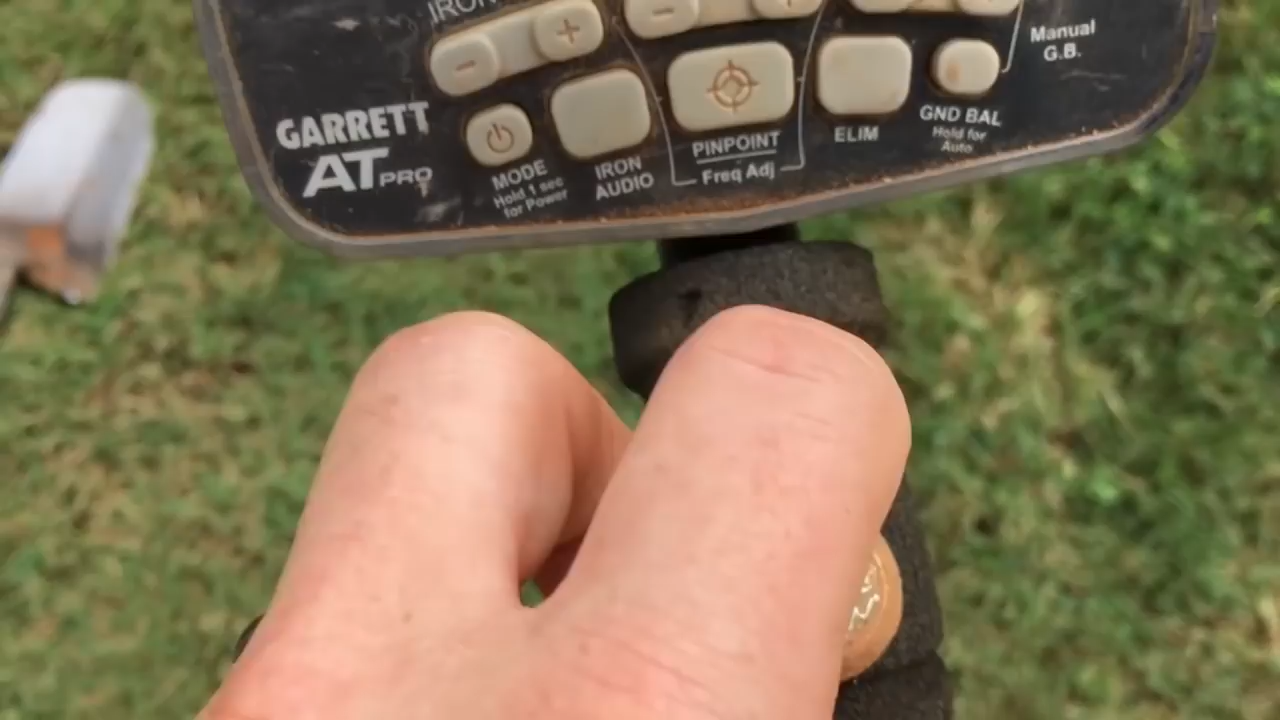 IRON
Manual
G.B.
GARRETT
AT PRO
MODE
Hold 1 sec
for Power
IRON
AUDIO
PINPOINT
Freq Adj
ELIM
GND BAL
Hold for
Auto